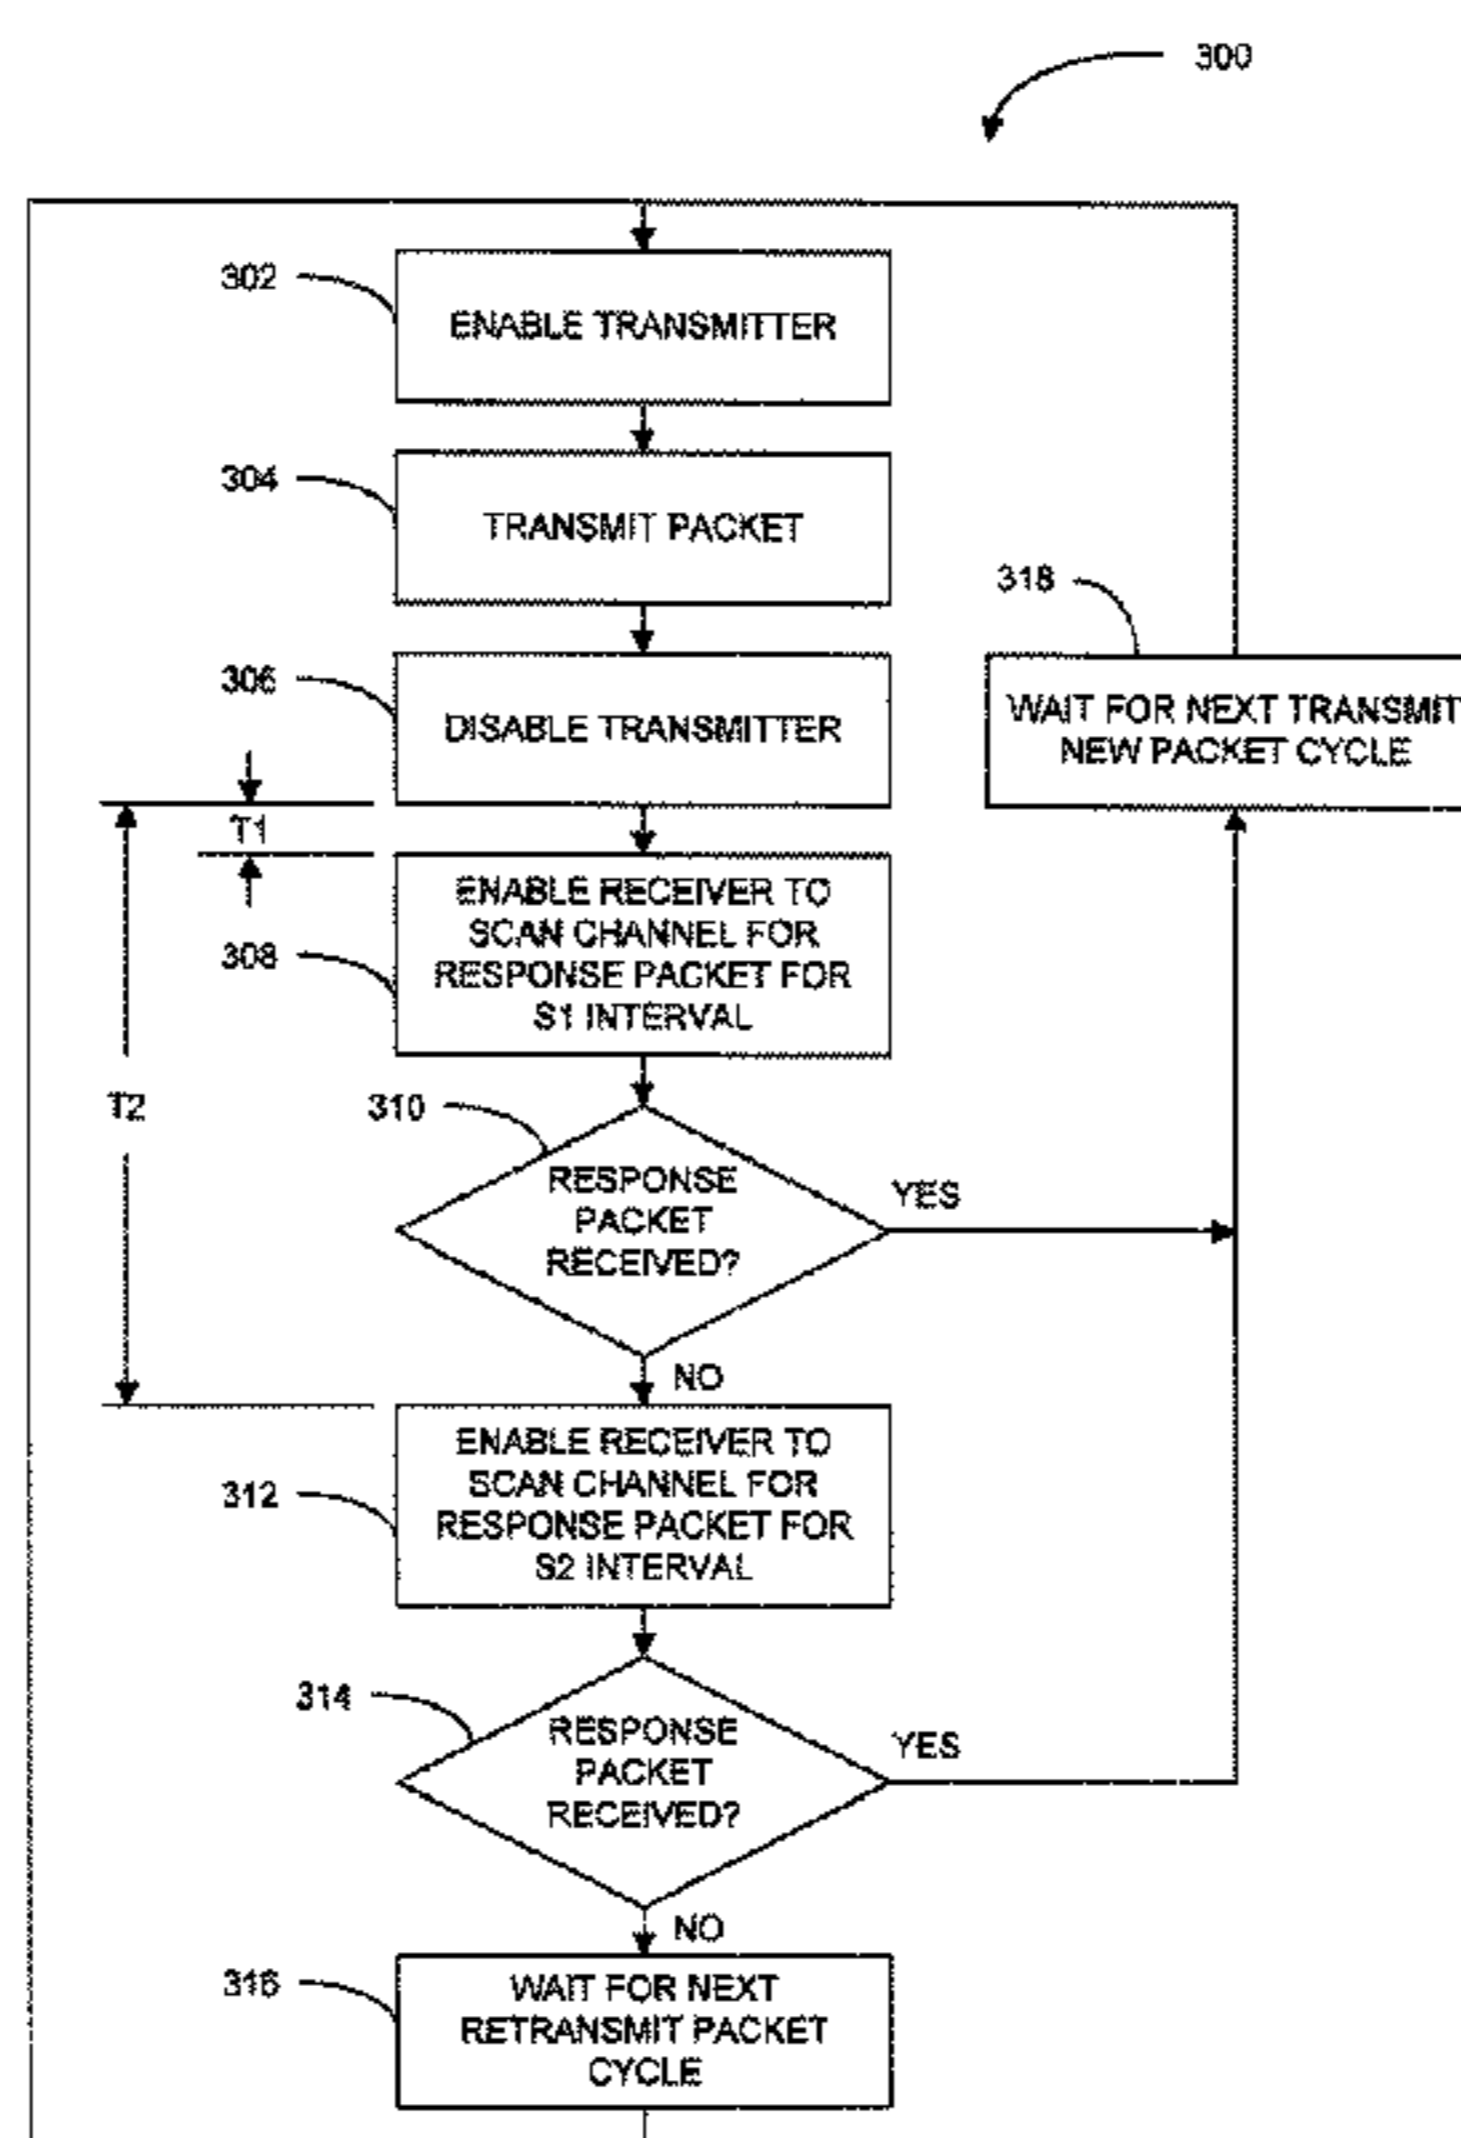 300
302
ENABLE TRANSMITTER
304
TRANSMIT PACKET
318
306
DISABLE TRANSMITTER
WAIT FOR NEXT TRANSMIT
NEW PACKET CYCLE
T1
308
ENABLE RECEIVER TO
SCAN CHANNEL FOR
RESPONSE PACKET FOR
S1 INTERVAL
T2
310
RESPONSE
PACKET
RECEIVED?
YES
NO
312
ENABLE RECEIVER TO
SCAN CHANNEL FOR
RESPONSE PACKET FOR
S2 INTERVAL
314
RESPONSE
PACKET
RECEIVED?
YES
NO
316
WAIT FOR NEXT
RETRANSMIT PACKET
CYCLE